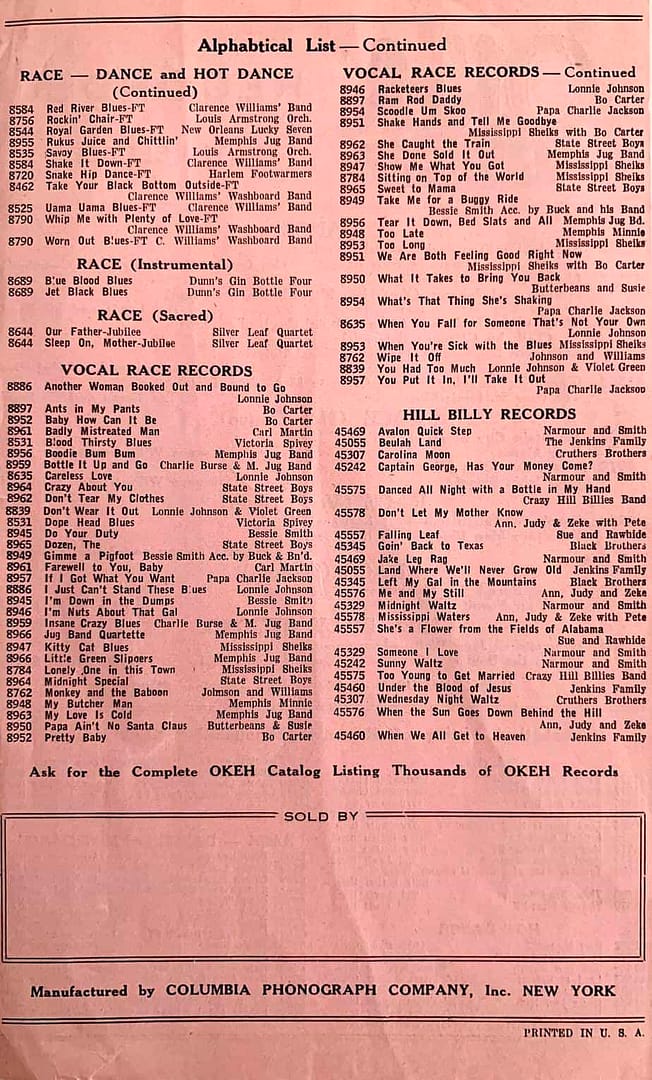 Alphabtical List — Continued
RACE — DANCE and HOT DANCE
(Continued)
8584 Red River Blues-FT Clarence Williams' Band
8756 Rockin' Chair-FT Louis Armstrong Orch.
8544 Royal Garden Blues-FT New Orleans Lucky Seven
8955 Rukus Juice and Chittlin' Memphis Jug Band
8535 Savoy Blues-FT Louis Armstrong Orch.
8584 Shake It Down-FT Clarence Williams' Band
8720 Snake Hip Dance-FT Harlem Footwarmers
8462 Take Your Black Bottom Outside-FT
Clarence Williams' Washboard Band
8525 Uama Uama Blues-FT Clarence Williams' Band
8790 Whip Me with Plenty of Love-FT
Clarence Williams' Washboard Band
8790 Worn Out Blues-FT C. Williams' Washboard Band
RACE (Instrumental)
8689 Blue Blood Blues Dunn's Gin Bottle Four
8689 Jet Black Blues Dunn's Gin Bottle Four
RACE (Sacred)
8644 Our Father-Jubilee Silver Leaf Quartet
8644 Sleep On, Mother-Jubilee Silver Leaf Quartet
VOCAL RACE RECORDS
8886 Another Woman Booked Out and Bound to Go
Lonnie Johnson
8897 Ants in My Pants Bo Carter
8952 Baby How Can It Be Bo Carter
8961 Badly Mistreated Man Carl Martin
8531 Blood Thirsty Blues Victoria Spivey
8956 Boodie Bum Bum Memphis Jug Band
8959 Bottle It Up and Go Charlie Burse & M. Jug Band
8635 Careless Love Lonnie Johnson
8964 Crazy About You State Street Boys
8962 Don't Tear My Clothes State Street Boys
8839 Don't Wear It Out Lonnie Johnson & Violet Green
8531 Dope Head Blues Victoria Spivey
8945 Do Your Duty Bessie Smith
8965 Dozen, The State Street Boys
8949 Gimme a Pigfoot Bessie Smith Acc. by Buck & Bn'd.
8961 Farewell to You, Baby Carl Martin
8957 If I Got What You Want Papa Charlie Jackson
8886 I Just Can't Stand These Blues Lonnie Johnson
8945 I'm Down in the Dumps Bessie Smith
8946 I'm Nuts About That Gal Lonnie Johnson
8959 Insane Crazy Blues Charlie Burse & M. Jug Band
8966 Jug Band Quartette Memphis Jug Band
8947 Kitty Cat Blues Mississippi Sheiks
8966 Little Green Slippers Memphis Jug Band
8784 Lonely One in this Town Mississippi Sheiks
8964 Midnight Special State Street Boys
8762 Monkey and the Baboon Johnson and Williams
8948 My Butcher Man Memphis Minnie
8963 My Love Is Cold Memphis Jug Band
8950 Papa Ain't No Santa Claus Butterbeans & Susie
8952 Pretty Baby Bo Carter
VOCAL RACE RECORDS — Continued
8946 Racketeers Blues Lonnie Johnson
8897 Ram Rod Daddy Bo Carter
8954 Scoodle Um Skoo Papa Charlie Jackson
8951 Shake Hands and Tell Me Goodbye
Mississippi Sheiks with Bo Carter
8962 She Caught the Train State Street Boys
8963 She Done Sold It Out Memphis Jug Band
8947 Show Me What You Got Mississippi Sheiks
8784 Sitting on Top of the World Mississippi Sheiks
8965 Sweet to Mama State Street Boys
8949 Take Me for a Buggy Ride
Bessie Smith Acc. by Buck and his Band
8956 Tear It Down, Bed Slats and All Memphis Jug Bd.
8948 Too Late Memphis Minnie
8953 Too Long Mississippi Sheiks
8951 We Are Both Feeling Good Right Now
Mississippi Sheiks with Bo Carter
8950 What It Takes to Bring You Back
Butterbeans and Susie
8954 What's That Thing She's Shaking
Papa Charlie Jackson
8635 When You Fall for Someone That's Not Your Own
Lonnie Johnson
8953 When You're Sick with the Blues Mississippi Sheiks
8762 Wipe It Off Johnson and Williams
8839 You Had Too Much Lonnie Johnson & Violet Green
8957 You Put It In, I'll Take It Out
Papa Charlie Jackson
HILL BILLY RECORDS
45469 Avalon Quick Step Narmour and Smith
45055 Beulah Land The Jenkins Family
45307 Carolina Moon Cruthers Brothers
45242 Captain George, Has Your Money Come?
Narmour and Smith
45575 Danced All Night with a Bottle in My Hand
Crazy Hill Billies Band
45578 Don't Let My Mother Know
Ann, Judy & Zeke with Pete
45557 Falling Leaf Sue and Rawhide
45345 Goin' Back to Texas Black Brothers
45469 Jake Leg Rag Narmour and Smith
45055 Land Where We'll Never Grow Old Jenkins Family
45345 Left My Gal in the Mountains Black Brothers
45576 Me and My Still Ann, Judy and Zeke
45329 Midnight Waltz Narmour and Smith
45578 Mississippi Waters Ann, Judy & Zeke with Pete
45557 She's a Flower from the Fields of Alabama
Sue and Rawhide
45329 Someone I Love Narmour and Smith
45242 Sunny Waltz Narmour and Smith
45575 Too Young to Get Married Crazy Hill Billies Band
45460 Under the Blood of Jesus Jenkins Family
45307 Wednesday Night Waltz Cruthers Brothers
45576 When the Sun Goes Down Behind the Hill
Ann, Judy and Zeke
45460 When We All Get to Heaven Jenkins Family
Ask for the Complete OKEH Catalog Listing Thousands of OKEH Records
SOLD BY
Manufactured by COLUMBIA PHONOGRAPH COMPANY, Inc. NEW YORK
PRINTED IN U. S. A.